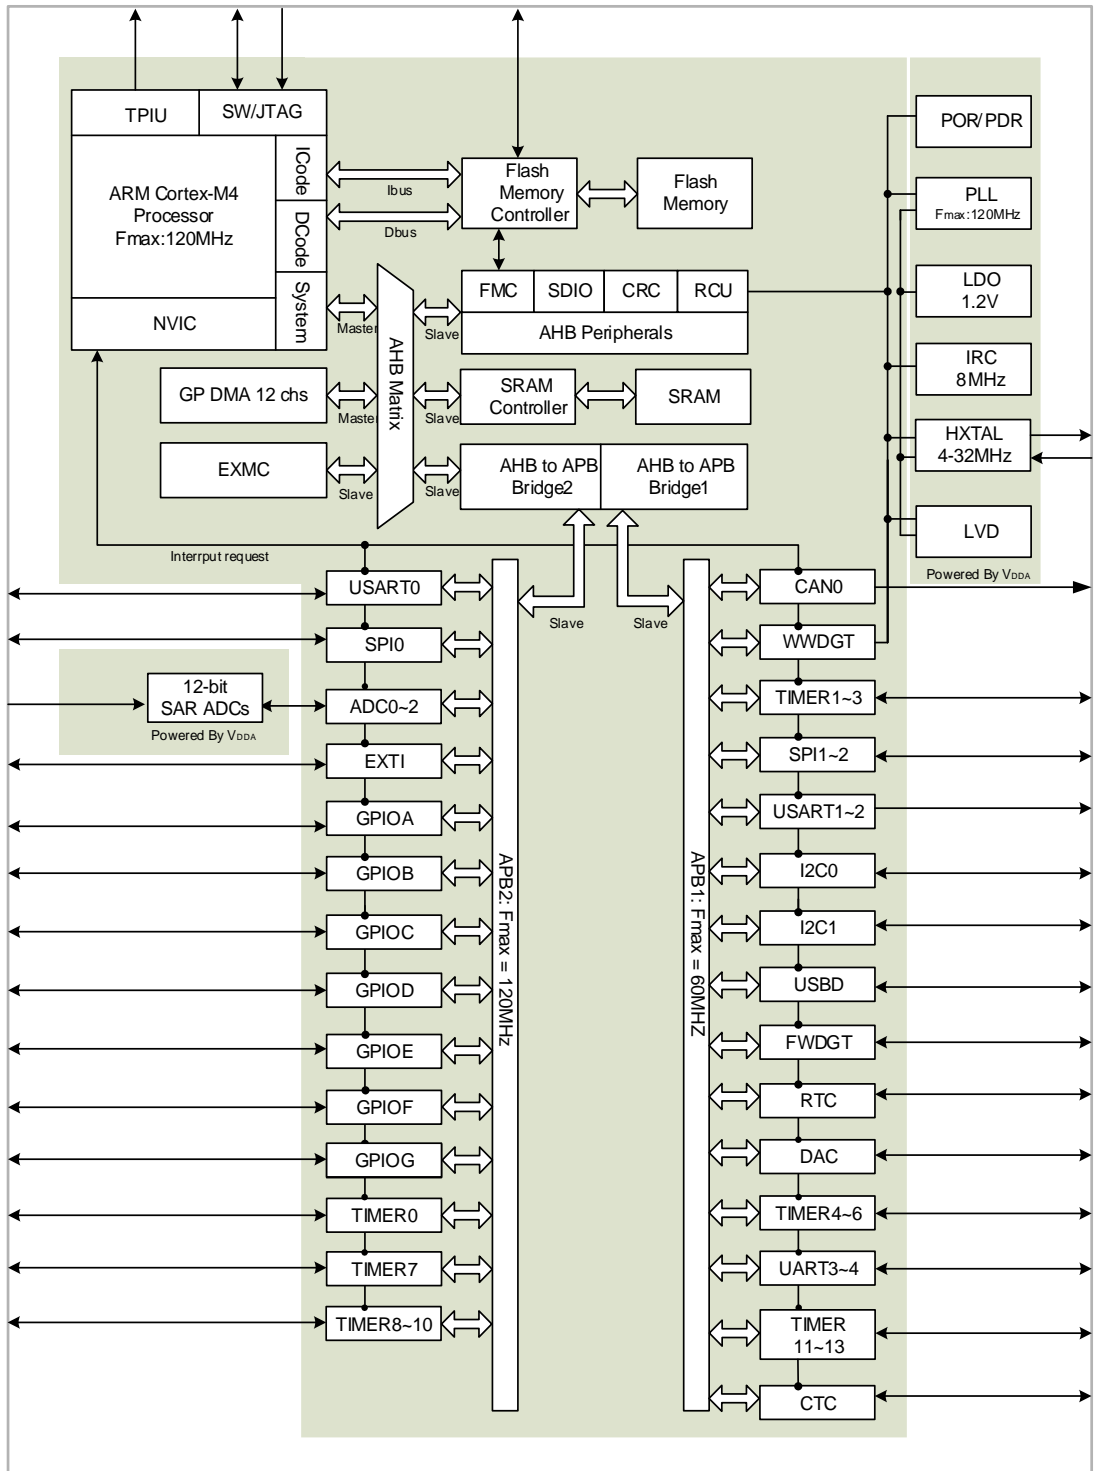 TPIU
SW/JTAG
POR/PDR
ARM Cortex-M4
Processor
Fmax:120MHz
ICode
Ibus
Flash
Memory
Controller
Flash
Memory
PLL
Fmax:120MHz
DCode
Dbus
System
NVIC
Master
AHB Matrix
Slave
FMC
SDIO
CRC
RCU
AHB Peripherals
LDO
1.2V
IRC
8MHz
GP DMA 12 chs
Master
Slave
SRAM
Controller
SRAM
HXTAL
4-32MHz
EXMC
Slave
Slave
AHB to APB
Bridge2
AHB to APB
Bridge1
LVD
Powered By VDDA
Interrput request
Slave
Slave
USART0
SPI0
12-bit
SAR ADCs
Powered By VDDA
ADC0~2
EXTI
GPIOA
GPIOB
GPIOC
GPIOD
GPIOE
GPIOF
GPIOG
TIMER0
TIMER7
TIMER8~10
APB2: Fmax = 120MHz
APB1: Fmax = 60MHZ
CAN0
WWDGT
TIMER1~3
SPI1~2
USART1~2
I2C0
I2C1
USBD
FWDGT
RTC
DAC
TIMER4~6
UART3~4
TIMER
11~13
CTC